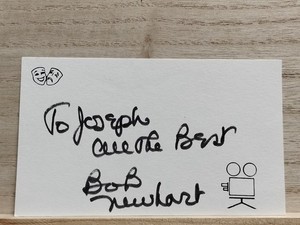 To Joseph
All the Best
Bob
Newhart